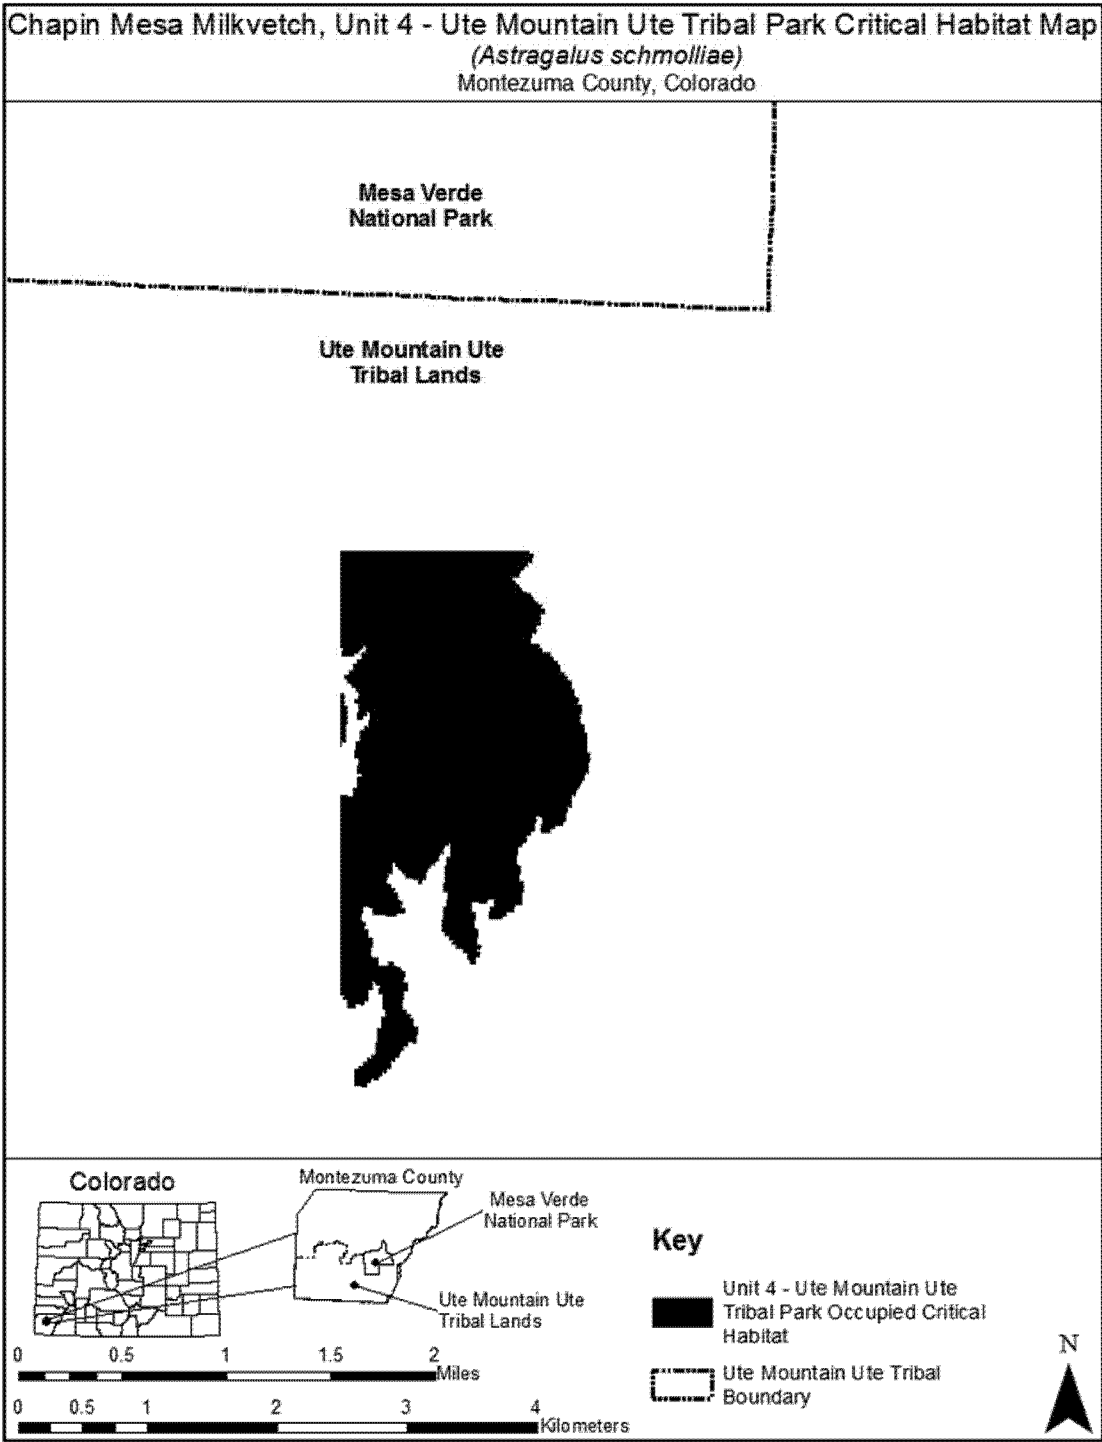 Chapin Mesa Milkvetch, Unit 4 - Ute Mountain Ute Tribal Park Critical Habitat Map
(Astragalus schmolliae)
Montezuma County, Colorado
Mesa Verde
National Park
Ute Mountain Ute
Tribal Lands
Colorado
Montezuma County
Mesa Verde
National Park
Ute Mountain Ute
Tribal Lands
0 0.5 1 1.5 2
Miles
0 0.5 1 2 3 4
Kilometers
Key
Unit 4 - Ute Mountain Ute
Tribal Park Occupied Critical
Habitat
Ute Mountain Ute Tribal
Boundary
N